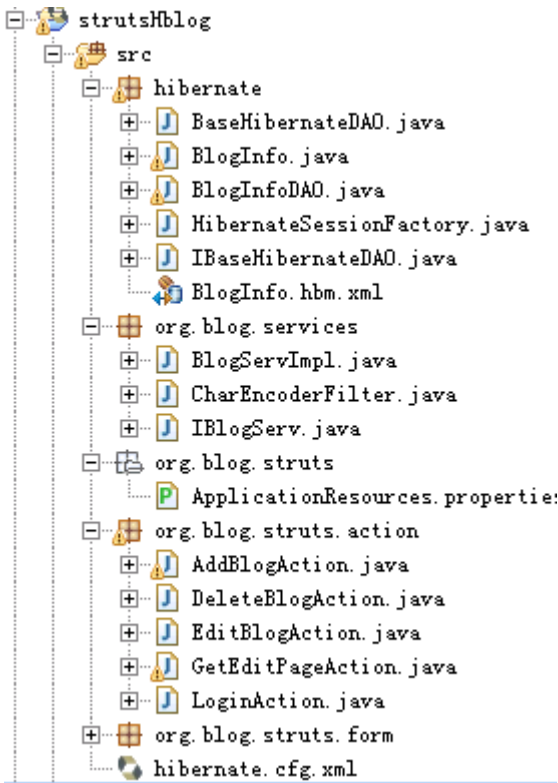 strutsHblog
src
hibernate
BaseHibernateDAO.java
BlogInfo.java
BlogInfoDAO.java
HibernateSessionFactory.java
IBaseHibernateDAO.java
BlogInfo.hbm.xml
org.blog.services
BlogServImpl.java
CharEncoderFilter.java
IBlogServ.java
org.blog.struts
ApplicationResources.properties
org.blog.struts.action
AddBlogAction.java
DeleteBlogAction.java
EditBlogAction.java
GetEditPageAction.java
LoginAction.java
org.blog.struts.form
hibernate.cfg.xml